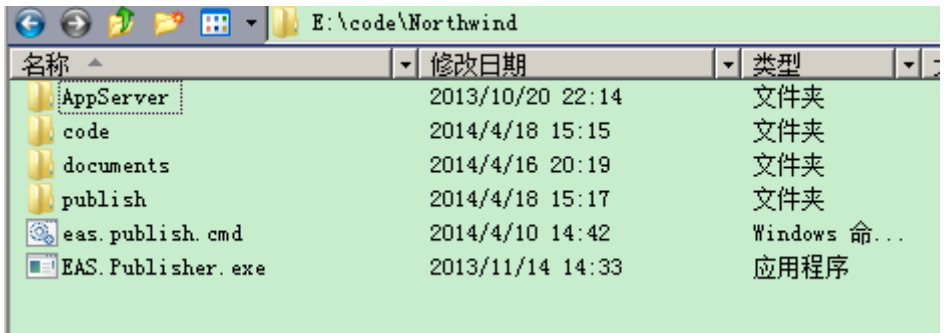 E:\code\Northwind
名称 修改日期 类型
AppServer 2013/10/20 22:14 文件夹
code 2014/4/18 15:15 文件夹
documents 2014/4/16 20:19 文件夹
publish 2014/4/18 15:17 文件夹
eas.publish.cmd 2014/4/10 14:42 Windows 命...
EAS.Publisher.exe 2013/11/14 14:33 应用程序